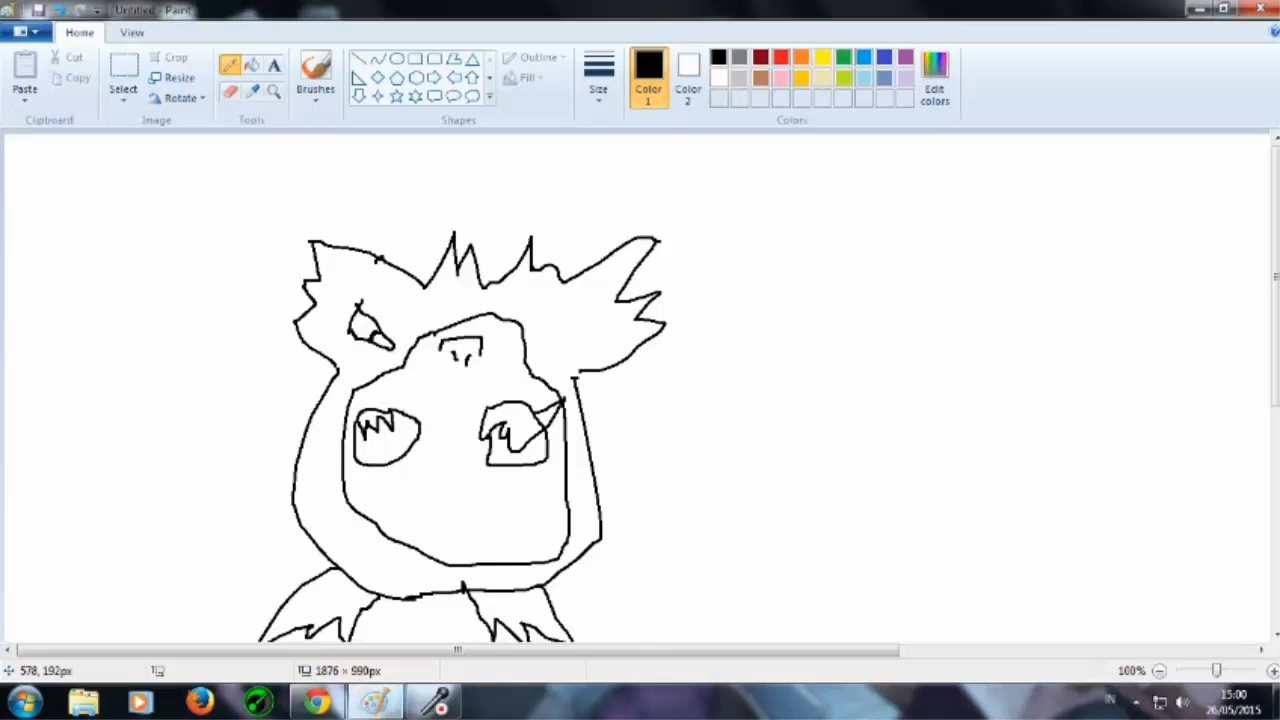 Untitled - Paint
Home View
Cut
Copy
Paste
Crop
Resize
Select
Rotate
Brushes
Outline
Fill
Size
Color 1
Color 2
Edit colors
Clipboard Image Tools Shapes Colors
578, 192px 1876 × 990px 100%
IN 15:00
26/05/2015